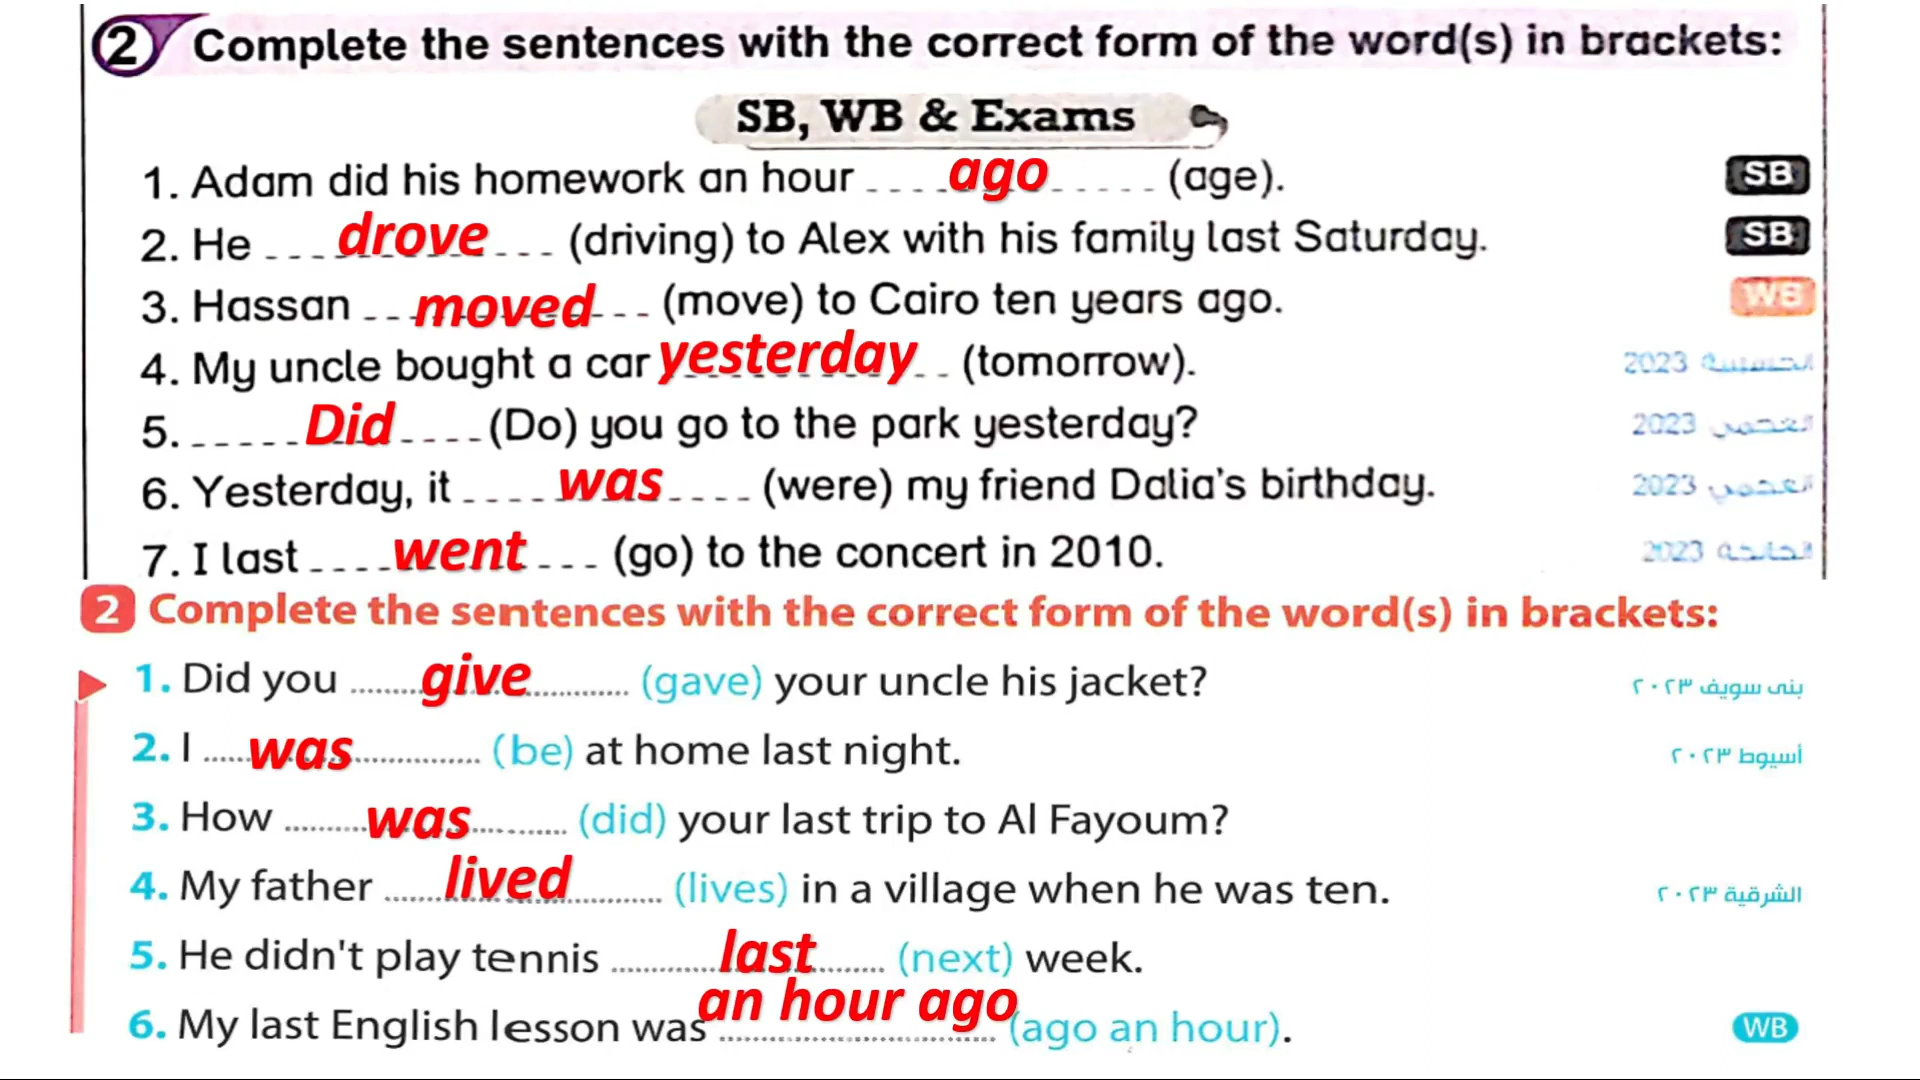 2 Complete the sentences with the correct form of the word(s) in brackets:
SB, WB & Exams
1. Adam did his homework an hour ....ago..... (age). SB
2. He ....drove... (driving) to Alex with his family last Saturday. SB
3. Hassan ...moved... (move) to Cairo ten years ago. WB
4. My uncle bought a car yesterday.. (tomorrow). 2023 الحسينية
5. .....Did.... (Do) you go to the park yesterday? 2023 العجمي
6. Yesterday, it ....was.... (were) my friend Dalia's birthday. 2023 العجمي
7. I last ....went... (go) to the concert in 2010. 2023
2 Complete the sentences with the correct form of the word(s) in brackets:
1. Did you .......give............ (gave) your uncle his jacket? بنى سويف ٢٠٢٣
2. I .....was.............. (be) at home last night. أسيوط ٢٠٢٣
3. How .........was........... (did) your last trip to Al Fayoum?
4. My father .......lived.......... (lives) in a village when he was ten. الشرقية ٢٠٢٣
5. He didn't play tennis ............last....... (next) week.
6. My last English lesson was an hour ago (ago an hour). WB